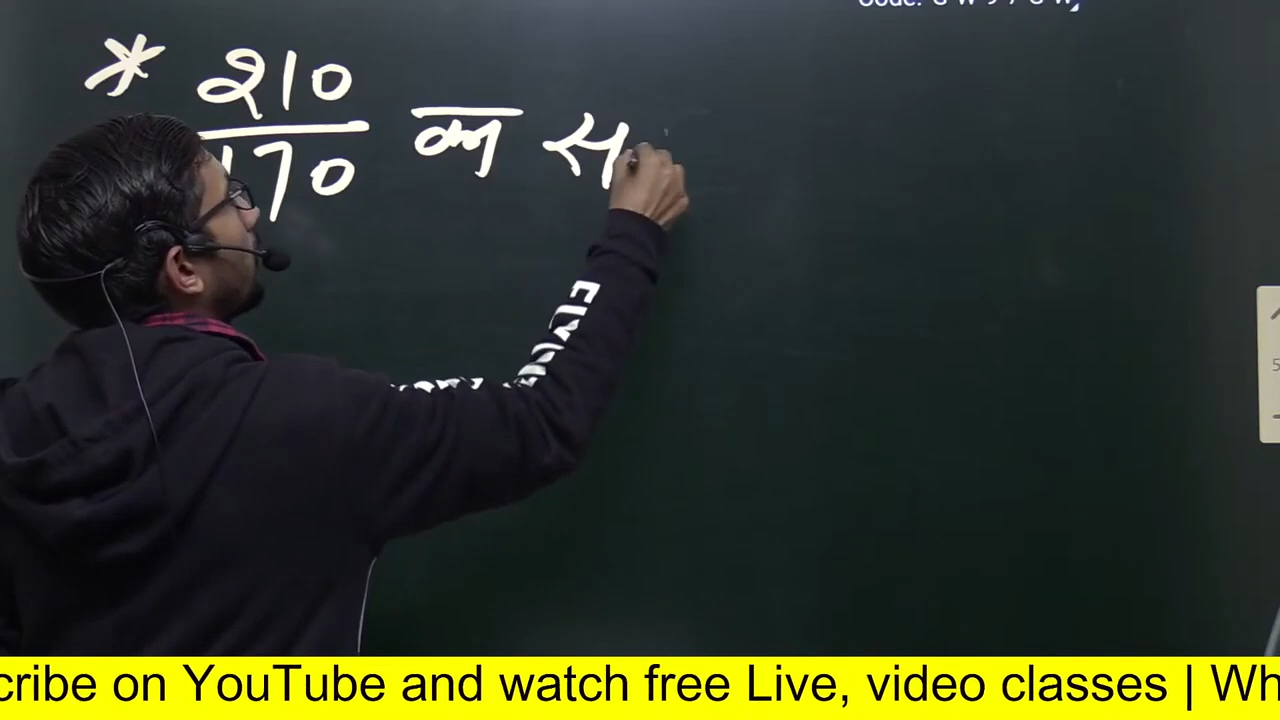 * 210
170 का स
cribe on YouTube and watch free Live, video classes | Wh